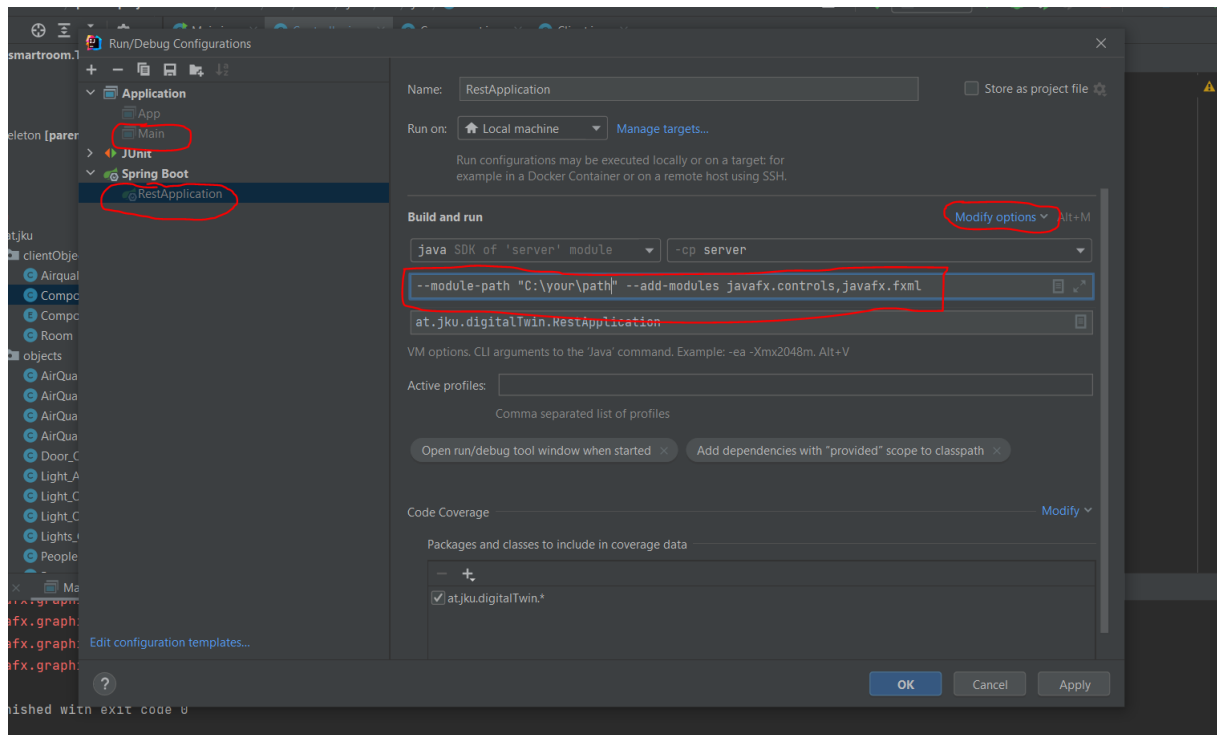 Run/Debug Configurations
smartroom.
Application
App
Main
JUnit
Spring Boot
RestApplication
Edit configuration templates...
Name: RestApplication
Store as project file
Run on: Local machine
Manage targets...
Run configurations may be executed locally or on a target: for
example in a Docker Container or on a remote host using SSH.
Build and run
Modify options
Alt+M
java SDK of 'server' module
-cp server
--module-path "C:\your\path" --add-modules javafx.controls,javafx.fxml
at.jku.digitalTwin.RestApplication
VM options. CLI arguments to the 'Java' command. Example: -ea -Xmx2048m. Alt+V
Active profiles:
Comma separated list of profiles
Open run/debug tool window when started
Add dependencies with "provided" scope to classpath
Code Coverage
Modify
Packages and classes to include in coverage data
at.jku.digitalTwin.*
?
OK
Cancel
Apply
eleton [parer
at.jku
clientObje
Airqual
Compo
Compo
Room
objects
AirQua
AirQua
AirQua
AirQua
Door_C
Light_A
Light_C
Light_C
Lights_
People
Ma
afx.graph
afx.graph
afx.graph
nished with exit code 0